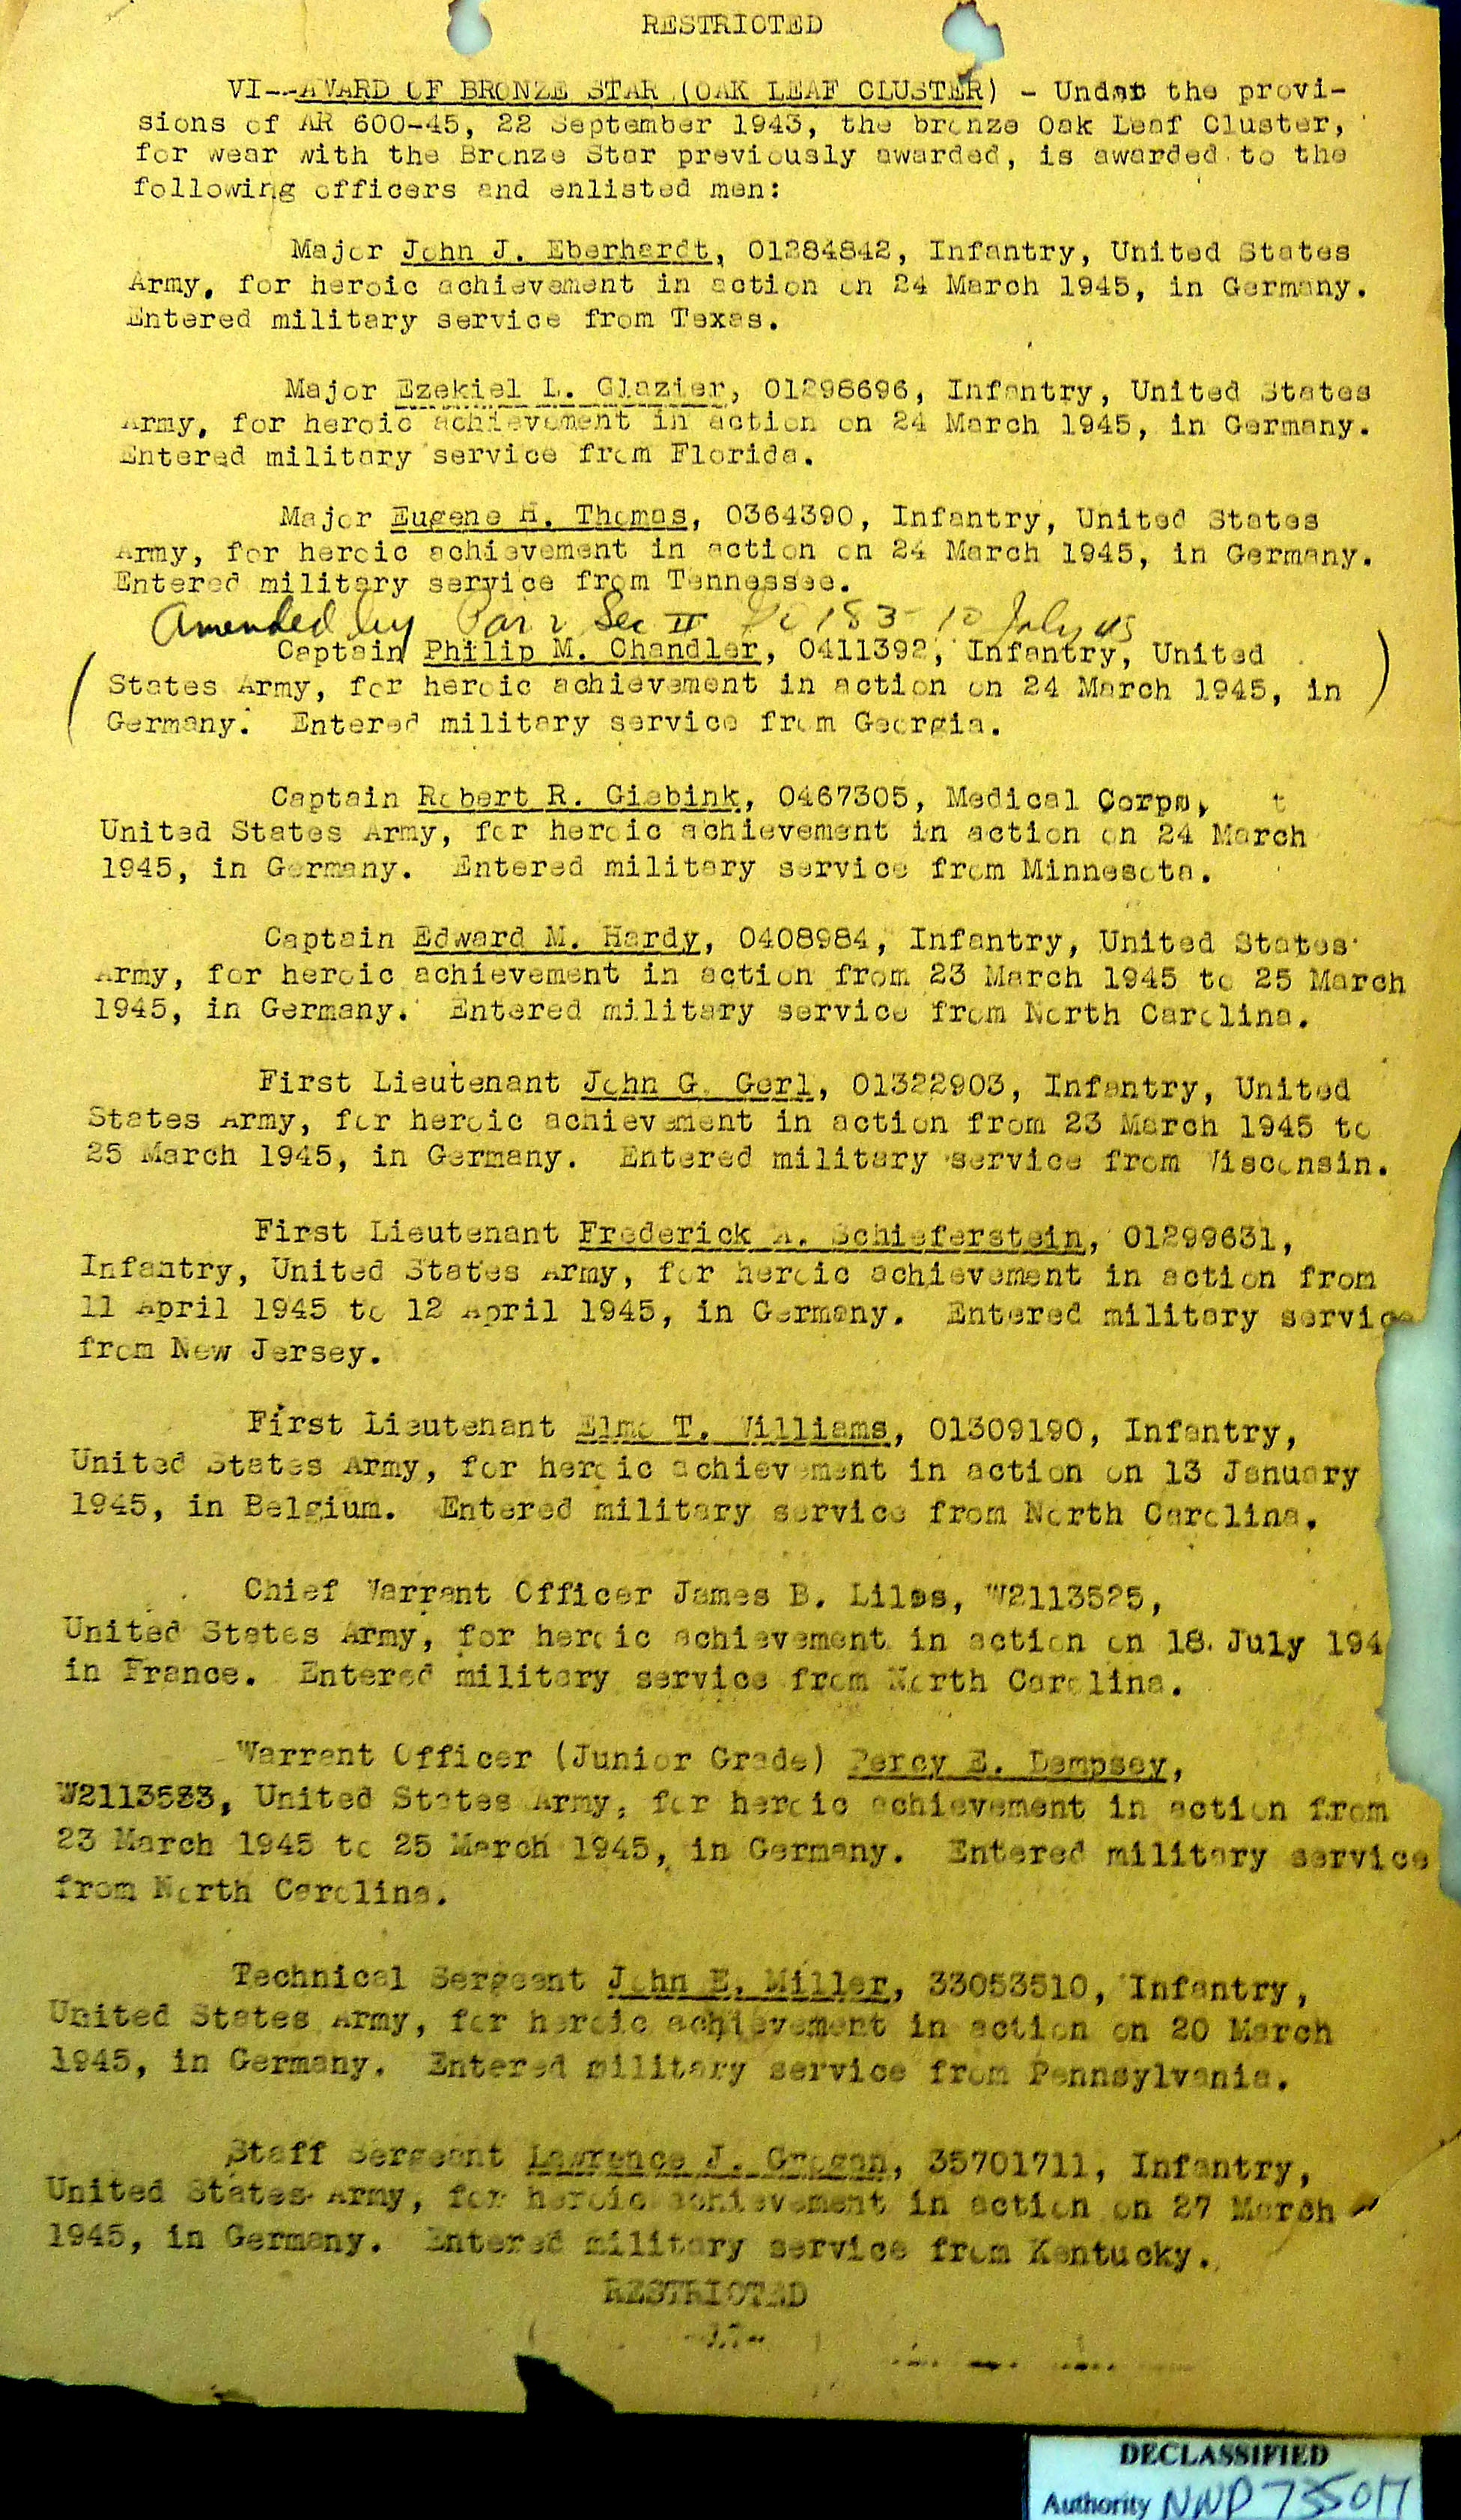 RESTRICTED
VI--AWARD OF BRONZE STAR (OAK LEAF CLUSTER) - Under the provi-
sions of AR 600-45, 22 September 1943, the bronze Oak Leaf Cluster,
for wear with the Bronze Star previously awarded, is awarded to the
following officers and enlisted men:
Major John J. Eberhardt, 01284842, Infantry, United States
Army, for heroic achievement in action on 24 March 1945, in Germany.
Entered military service from Texas.
Major Ezekiel L. Glazier, 01298696, Infantry, United States
Army, for heroic achievement in action on 24 March 1945, in Germany.
Entered military service from Florida.
Major Eugene H. Thomas, 0364390, Infantry, United States
Army, for heroic achievement in action on 24 March 1945, in Germany.
Entered military service from Tennessee.
Amended by Par 2 Sec II GO 183 - 10 July 45
(Captain Philip M. Chandler, 0411392, Infantry, United
States Army, for heroic achievement in action on 24 March 1945, in
Germany. Entered military service from Georgia.)
Captain Robert R. Giebink, 0467305, Medical Corps,
United States Army, for heroic achievement in action on 24 March
1945, in Germany. Entered military service from Minnesota.
Captain Edward M. Hardy, 0408984, Infantry, United States
Army, for heroic achievement in action from 23 March 1945 to 25 March
1945, in Germany. Entered military service from North Carolina.
First Lieutenant John G. Gerl, 01322903, Infantry, United
States Army, for heroic achievement in action from 23 March 1945 to
25 March 1945, in Germany. Entered military service from Wisconsin.
First Lieutenant Frederick A. Schieferstein, 01299631,
Infantry, United States Army, for heroic achievement in action from
11 April 1945 to 12 April 1945, in Germany. Entered military service
from New Jersey.
First Lieutenant Elmo T. Williams, 01309190, Infantry,
United States Army, for heroic achievement in action on 13 January
1945, in Belgium. Entered military service from North Carolina.
Chief Warrant Officer James B. Liles, W2113525,
United States Army, for heroic achievement in action on 18 July 194
in France. Entered military service from North Carolina.
Warrant Officer (Junior Grade) Percy E. Dempsey,
W2113533, United States Army, for heroic achievement in action from
23 March 1945 to 25 March 1945, in Germany. Entered military service
from North Carolina.
Technical Sergeant John E. Miller, 33053510, Infantry,
United States Army, for heroic achievement in action on 20 March
1945, in Germany. Entered military service from Pennsylvania.
Staff Sergeant Lawrence J. Grogan, 35701711, Infantry,
United States Army, for heroic achievement in action on 27 March
1945, in Germany. Entered military service from Kentucky.
RESTRICTED
DECLASSIFIED
Authority NND 735017